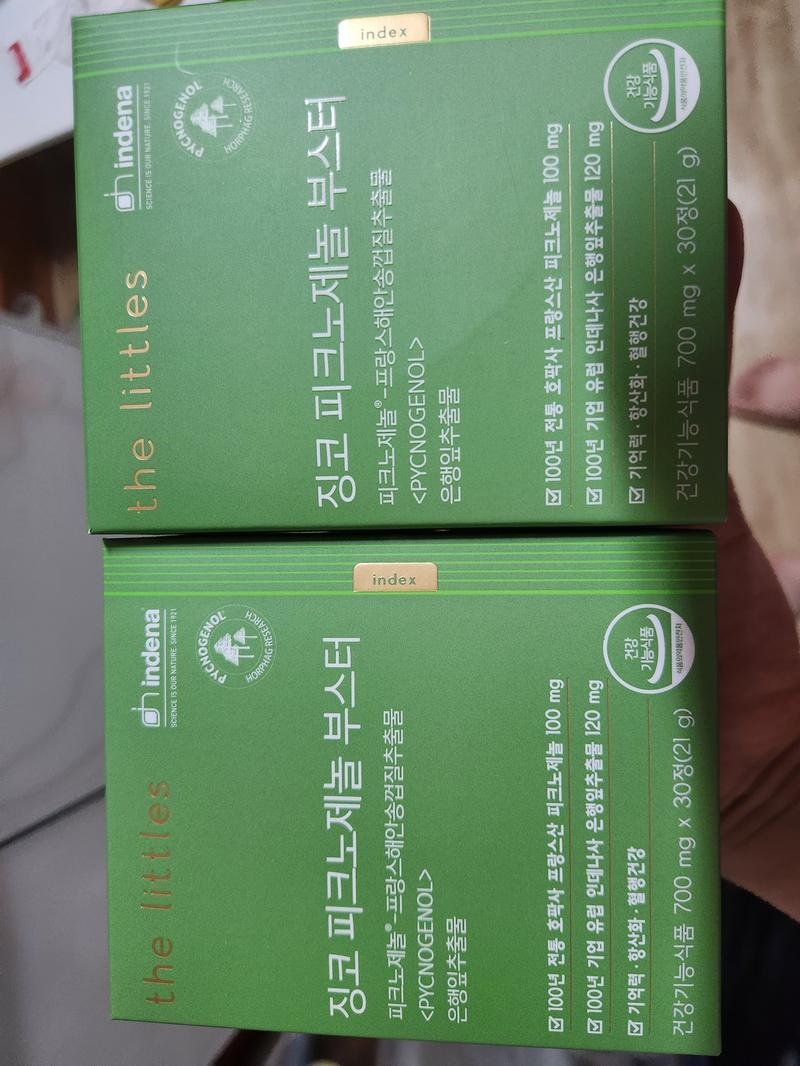 the littles
indena
SCIENCE IS OUR NATURE. SINCE 1921
PYCNOGENOL
HORPHAG RESEARCH
index
징코 피크노제놀 부스터
피크노제놀®-프랑스해안송껍질추출물
<PYCNOGENOL>
은행잎추출물
☑ 100년 전통 호팍사 프랑스산 피크노제놀 100 mg
☑ 100년 기업 유럽 인데나사 은행잎추출물 120 mg
☑ 기억력·항산화·혈행건강
건강기능식품 700 mg x 30정(21 g)
건강
기능식품
식품의약품안전처
the littles
indena
SCIENCE IS OUR NATURE. SINCE 1921
PYCNOGENOL
HORPHAG RESEARCH
index
징코 피크노제놀 부스터
피크노제놀®-프랑스해안송껍질추출물
<PYCNOGENOL>
은행잎추출물
☑ 100년 전통 호팍사 프랑스산 피크노제놀 100 mg
☑ 100년 기업 유럽 인데나사 은행잎추출물 120 mg
☑ 기억력·항산화·혈행건강
건강기능식품 700 mg x 30정(21 g)
건강
기능식품
식품의약품안전처